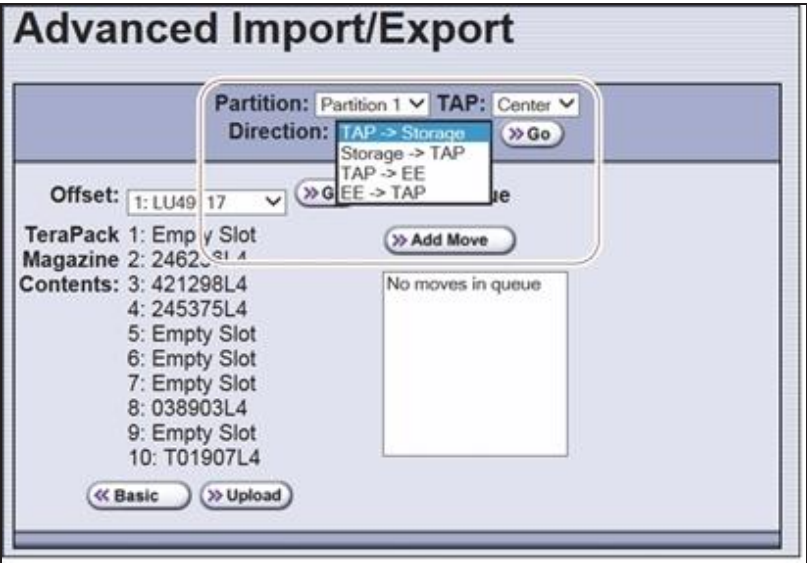 Advanced Import/Export
Partition: Partition 1 TAP: Center
Direction: TAP -> Storage Go
Storage -> TAP
TAP -> EE
EE -> TAP
Offset: 17
TeraPack 1: Empty Slot
Magazine
Contents: 3: 421298L4
4: 245375L4
5: Empty Slot
6: Empty Slot
7: Empty Slot
8: 038903L4
9: Empty Slot
10: T01907L4
Basic Upload
Add Move
No moves in queue